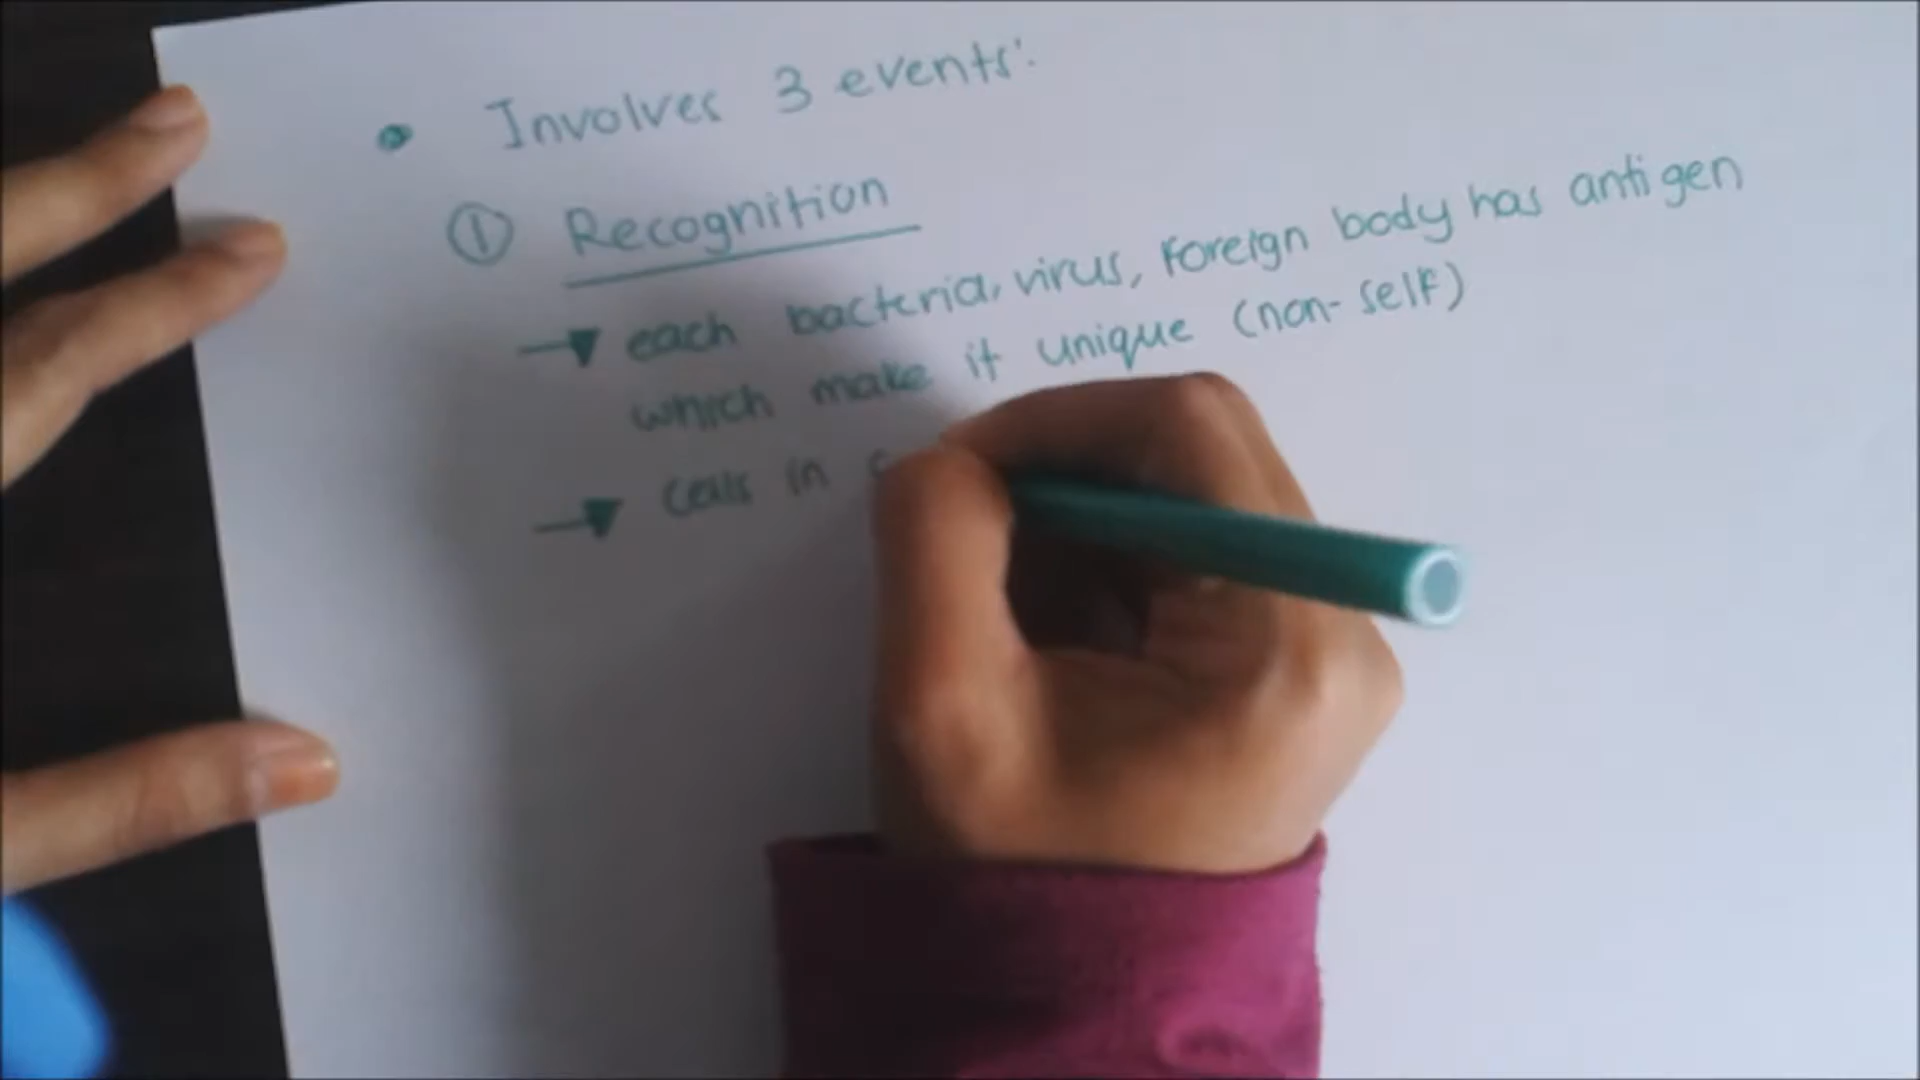 Involves 3 events:
① Recognition
each bacteria, virus, foreign body has antigen
which make it unique (non-self)
cells in